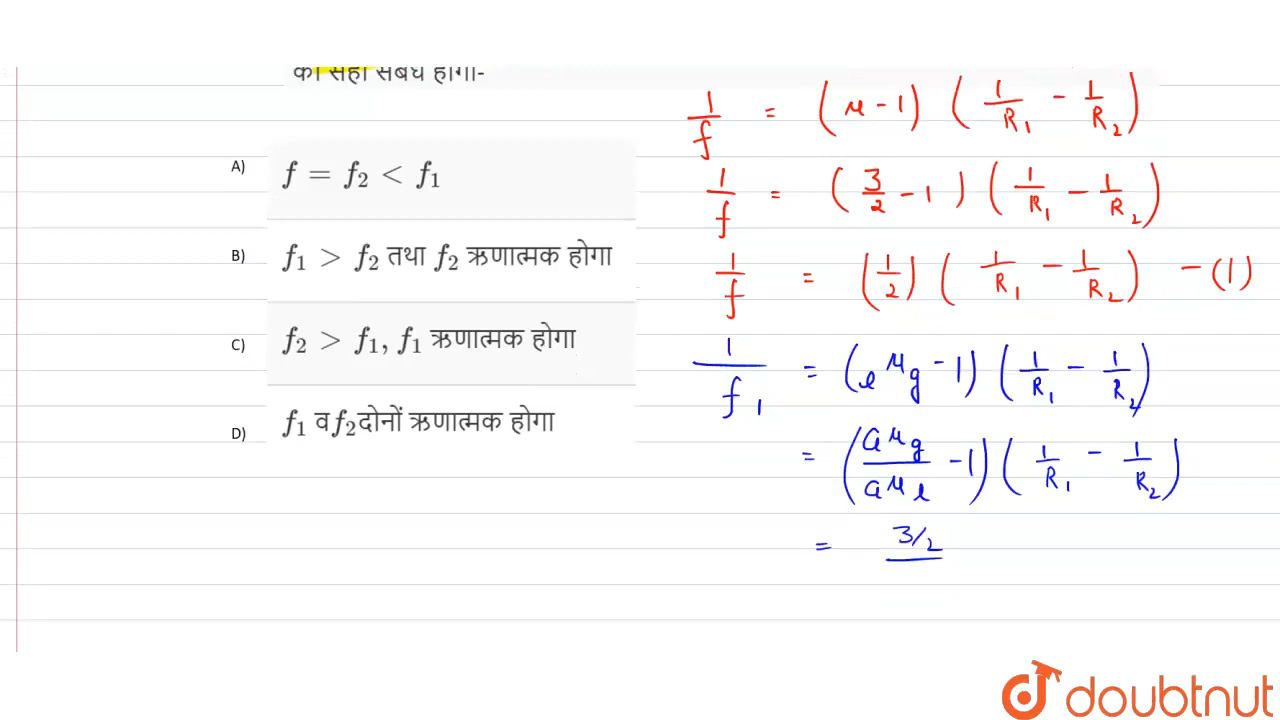 का सही संबंध होगा-
A) f = f₂ < f₁
B) f₁ > f₂ तथा f₂ ऋणात्मक होगा
C) f₂ > f₁, f₁ ऋणात्मक होगा
D) f₁ व f₂ दोनों ऋणात्मक होगा
1/f = (μ - 1) (1/R₁ - 1/R₂)
1/f = (3/2 - 1) (1/R₁ - 1/R₂)
1/f = (1/2) (1/R₁ - 1/R₂) - (1)
1/f₁ = (ₗμg - 1) (1/R₁ - 1/R₂)
= (aμg/aμl - 1) (1/R₁ - 1/R₂)
= 3/2
doubtnut